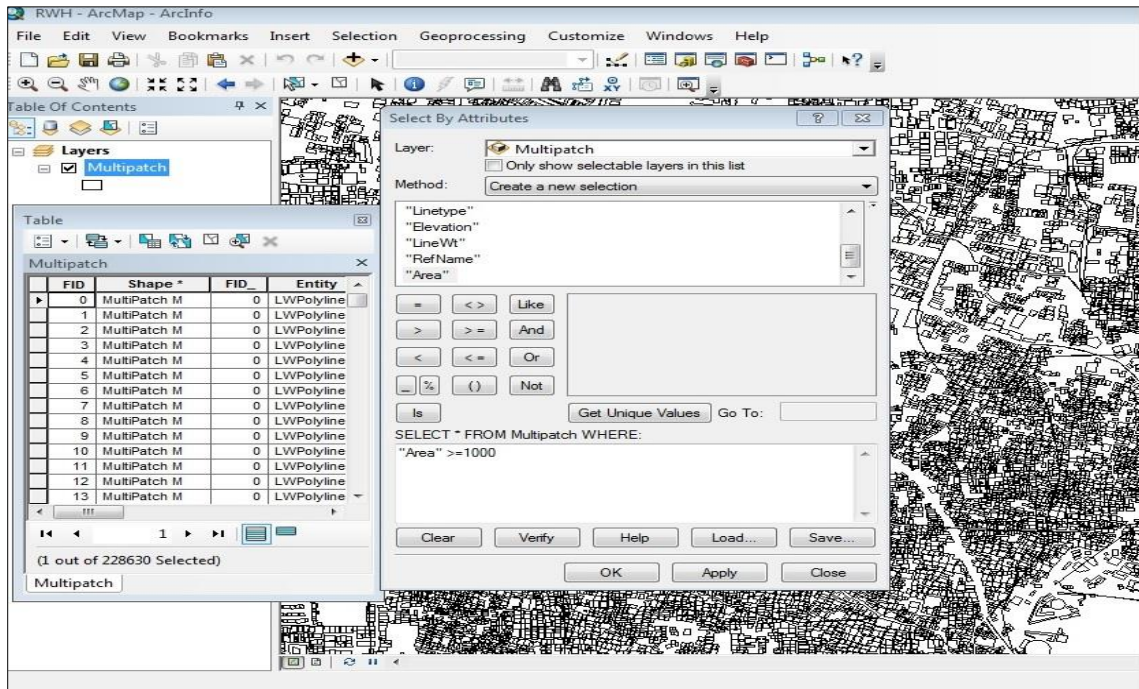 RWH - ArcMap - ArcInfo
File Edit View Bookmarks Insert Selection Geoprocessing Customize Windows Help
Table Of Contents
Layers
Multipatch
Select By Attributes
Layer: Multipatch
Only show selectable layers in this list
Method: Create a new selection
"Linetype"
"Elevation"
"LineWt"
"RefName"
"Area"
= < > Like
> > = And
< < = Or
_ % ( ) Not
Is Get Unique Values Go To:
SELECT * FROM Multipatch WHERE:
"Area" >=1000
Clear Verify Help Load... Save...
OK Apply Close
Table
Multipatch
FID Shape * FID_ Entity
0 MultiPatch M 0 LWPolyline
1 MultiPatch M 0 LWPolyline
2 MultiPatch M 0 LWPolyline
3 MultiPatch M 0 LWPolyline
4 MultiPatch M 0 LWPolyline
5 MultiPatch M 0 LWPolyline
6 MultiPatch M 0 LWPolyline
7 MultiPatch M 0 LWPolyline
8 MultiPatch M 0 LWPolyline
9 MultiPatch M 0 LWPolyline
10 MultiPatch M 0 LWPolyline
11 MultiPatch M 0 LWPolyline
12 MultiPatch M 0 LWPolyline
13 MultiPatch M 0 LWPolyline
1
(1 out of 228630 Selected)
Multipatch